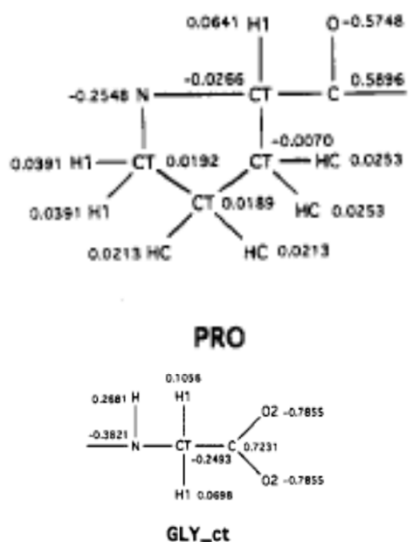 0.0641 H1 O -0.5748
-0.0266
-0.2548 N CT C 0.5896
-0.0070
0.0391 H1 CT 0.0192 CT HC 0.0253
0.0391 H1 CT 0.0189 HC 0.0253
0.0213 HC HC 0.0213
PRO
0.1056
0.2681 H H1 O2 -0.7855
-0.3821 N CT C 0.7231
-0.2493
O2 -0.7855
H1 0.0698
GLY_ct